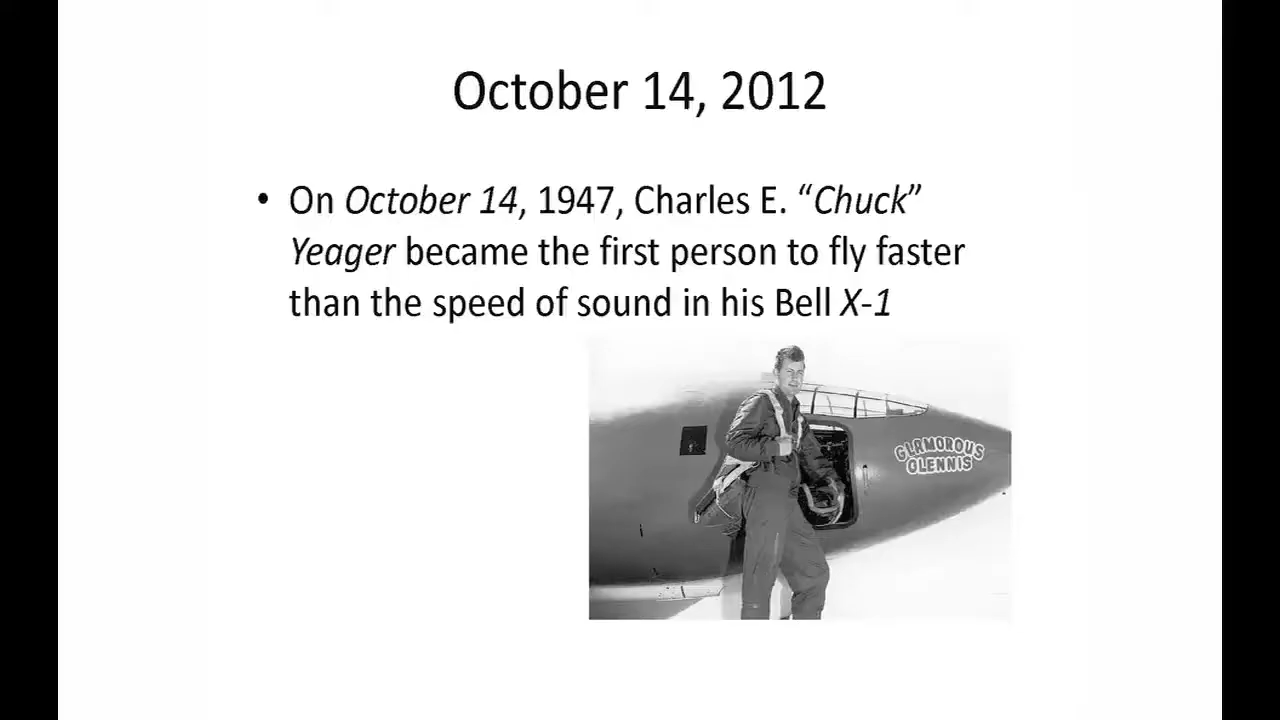 October 14, 2012
• On October 14, 1947, Charles E. “Chuck”
Yeager became the first person to fly faster
than the speed of sound in his Bell X-1
GLAMOROUS
GLENNIS